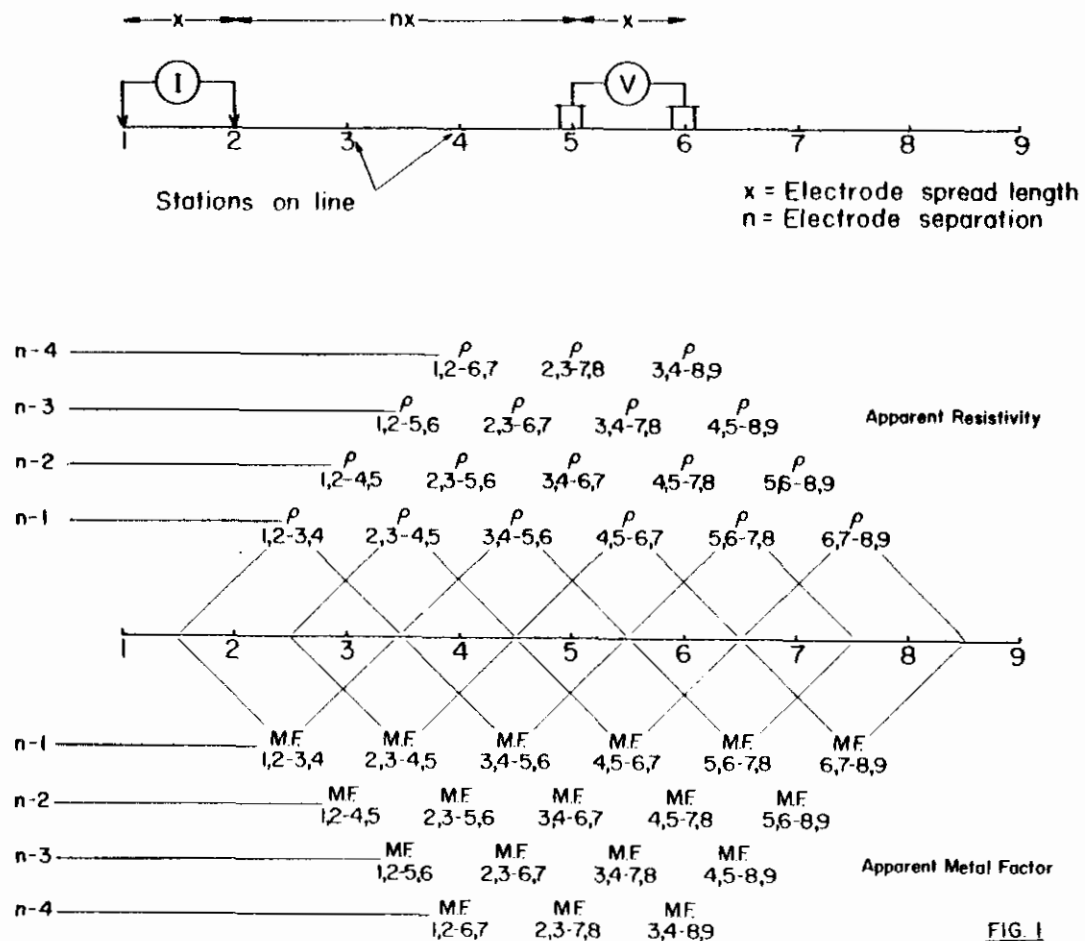 x nx x
I V
1 2 3 4 5 6 7 8 9
Stations on line
x = Electrode spread length
n = Electrode separation
n-4 ρ ρ ρ
1,2-6,7 2,3-7,8 3,4-8,9
n-3 ρ ρ ρ ρ
1,2-5,6 2,3-6,7 3,4-7,8 4,5-8,9
Apparent Resistivity
n-2 ρ ρ ρ ρ ρ
1,2-4,5 2,3-5,6 3,4-6,7 4,5-7,8 5,6-8,9
n-1 ρ ρ ρ ρ ρ ρ
1,2-3,4 2,3-4,5 3,4-5,6 4,5-6,7 5,6-7,8 6,7-8,9
1 2 3 4 5 6 7 8 9
n-1 M.F. M.F. M.F. M.F. M.F. M.F.
1,2-3,4 2,3-4,5 3,4-5,6 4,5-6,7 5,6-7,8 6,7-8,9
n-2 M.F. M.F. M.F. M.F. M.F.
1,2-4,5 2,3-5,6 3,4-6,7 4,5-7,8 5,6-8,9
n-3 M.F. M.F. M.F. M.F.
1,2-5,6 2,3-6,7 3,4-7,8 4,5-8,9
Apparent Metal Factor
n-4 M.F. M.F. M.F.
1,2-6,7 2,3-7,8 3,4-8,9
FIG. 1